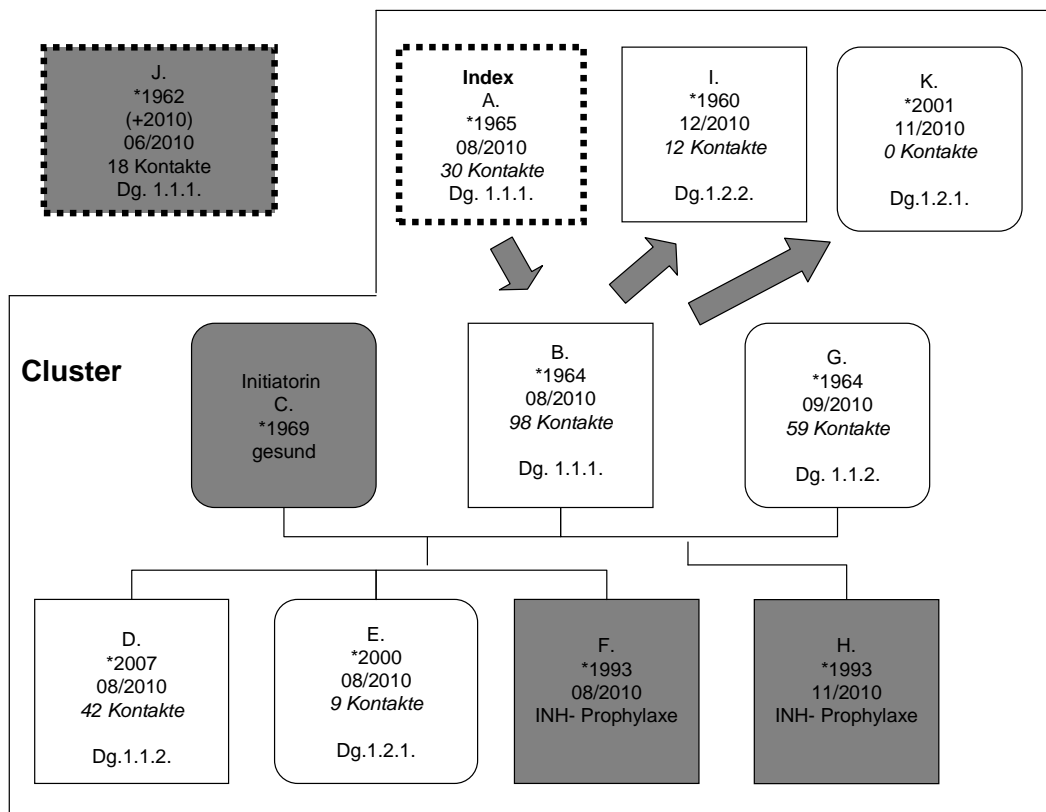 J.
*1962
(+2010)
06/2010
18 Kontakte
Dg. 1.1.1.
Index
A.
*1965
08/2010
30 Kontakte
Dg. 1.1.1.
I.
*1960
12/2010
12 Kontakte
Dg.1.2.2.
K.
*2001
11/2010
0 Kontakte
Dg.1.2.1.
Cluster
Initiatorin
C.
*1969
gesund
B.
*1964
08/2010
98 Kontakte
Dg. 1.1.1.
G.
*1964
09/2010
59 Kontakte
Dg. 1.1.2.
D.
*2007
08/2010
42 Kontakte
Dg.1.1.2.
E.
*2000
08/2010
9 Kontakte
Dg.1.2.1.
F.
*1993
08/2010
INH- Prophylaxe
H.
*1993
11/2010
INH- Prophylaxe